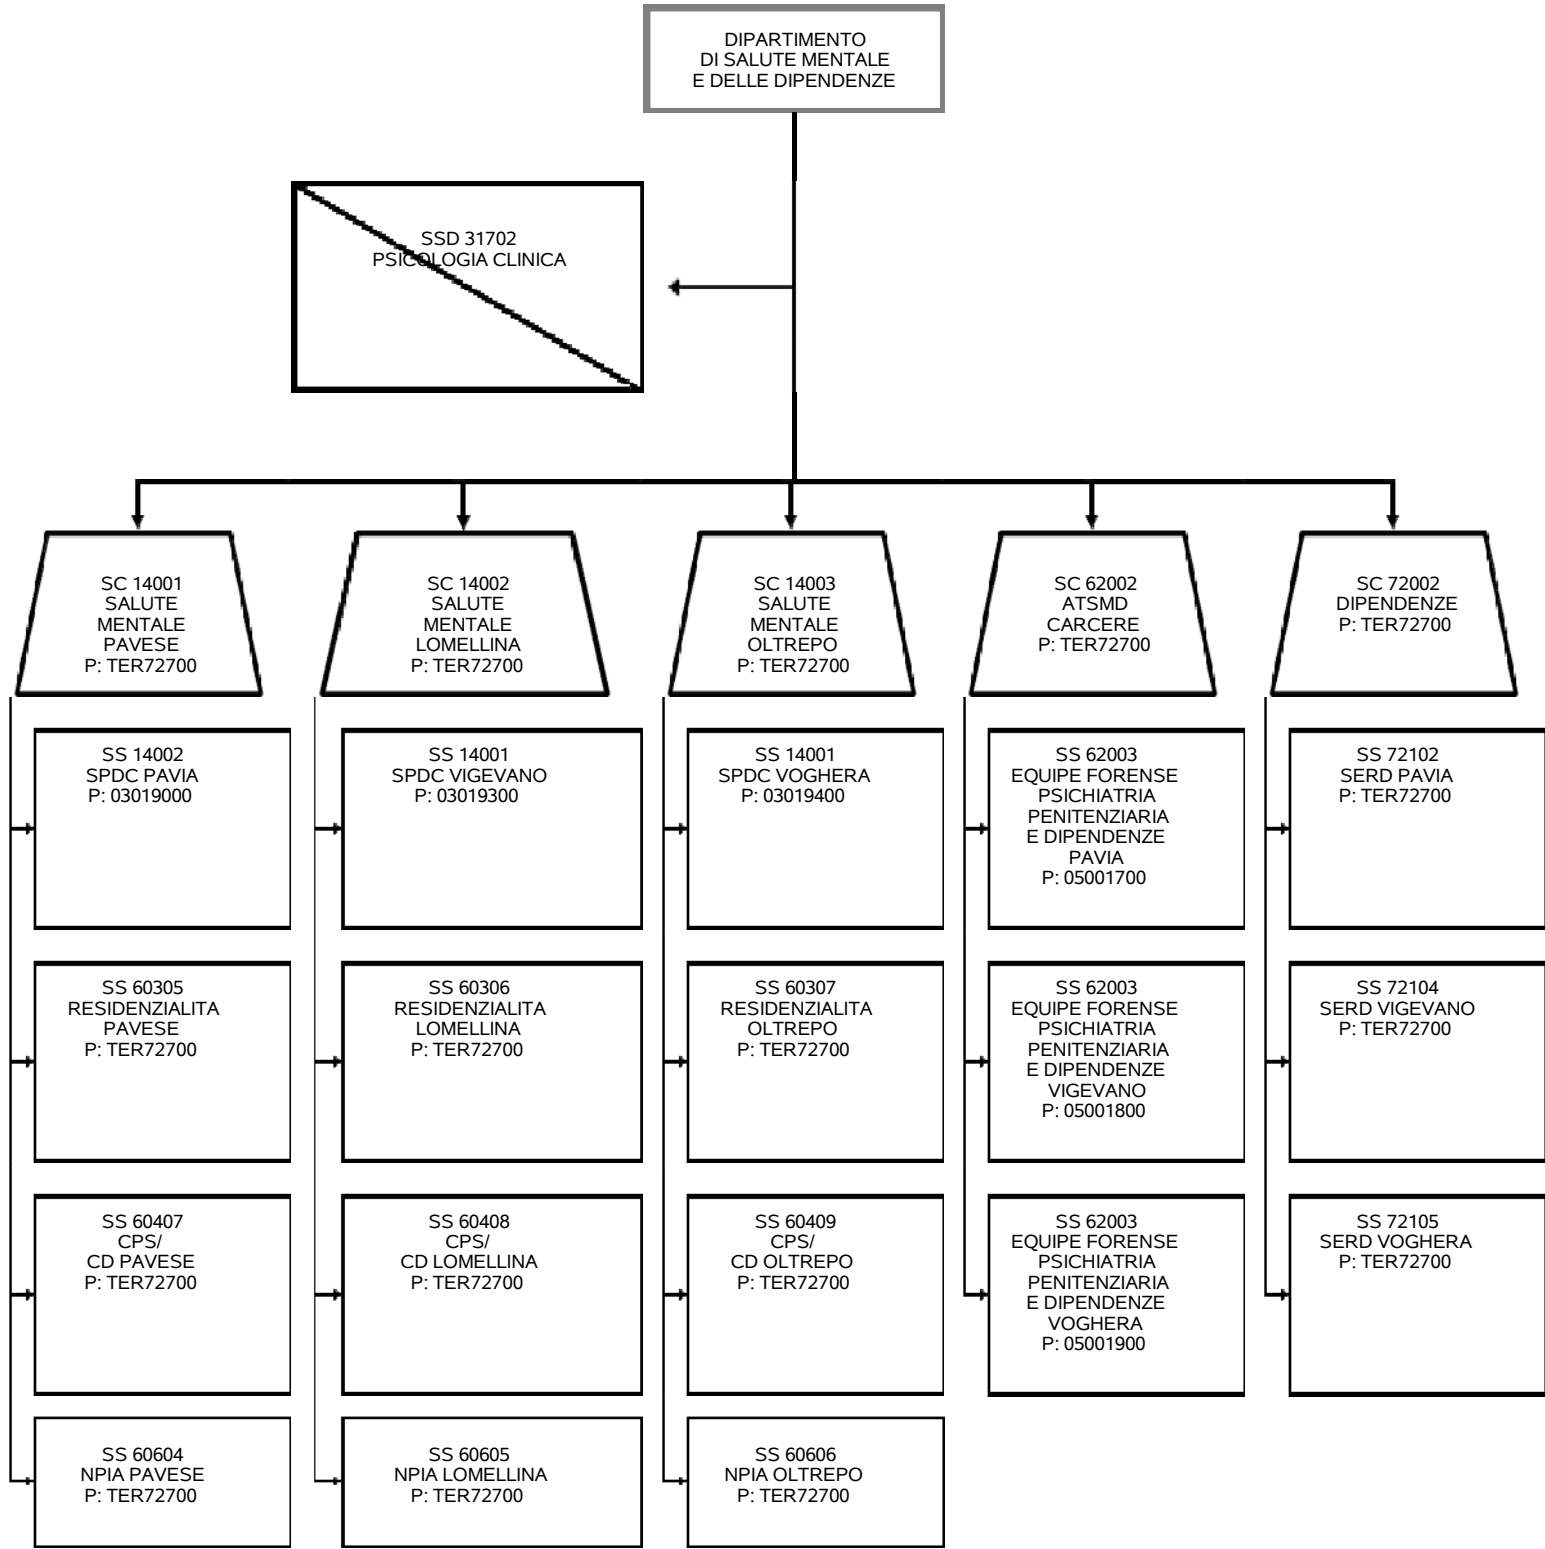 DIPARTIMENTO
DI SALUTE MENTALE
E DELLE DIPENDENZE
SSD 31702
PSICOLOGIA CLINICA
SC 14001
SALUTE
MENTALE
PAVESE
P: TER72700
SC 14002
SALUTE
MENTALE
LOMELLINA
P: TER72700
SC 14003
SALUTE
MENTALE
OLTREPO
P: TER72700
SC 62002
ATSMD
CARCERE
P: TER72700
SC 72002
DIPENDENZE
P: TER72700
SS 14002
SPDC PAVIA
P: 03019000
SS 14001
SPDC VIGEVANO
P: 03019300
SS 14001
SPDC VOGHERA
P: 03019400
SS 62003
EQUIPE FORENSE
PSICHIATRIA
PENITENZIARIA
E DIPENDENZE
PAVIA
P: 05001700
SS 72102
SERD PAVIA
P: TER72700
SS 60305
RESIDENZIALITA
PAVESE
P: TER72700
SS 60306
RESIDENZIALITA
LOMELLINA
P: TER72700
SS 60307
RESIDENZIALITA
OLTREPO
P: TER72700
SS 62003
EQUIPE FORENSE
PSICHIATRIA
PENITENZIARIA
E DIPENDENZE
VIGEVANO
P: 05001800
SS 72104
SERD VIGEVANO
P: TER72700
SS 60407
CPS/
CD PAVESE
P: TER72700
SS 60408
CPS/
CD LOMELLINA
P: TER72700
SS 60409
CPS/
CD OLTREPO
P: TER72700
SS 62003
EQUIPE FORENSE
PSICHIATRIA
PENITENZIARIA
E DIPENDENZE
VOGHERA
P: 05001900
SS 72105
SERD VOGHERA
P: TER72700
SS 60604
NPIA PAVESE
P: TER72700
SS 60605
NPIA LOMELLINA
P: TER72700
SS 60606
NPIA OLTREPO
P: TER72700